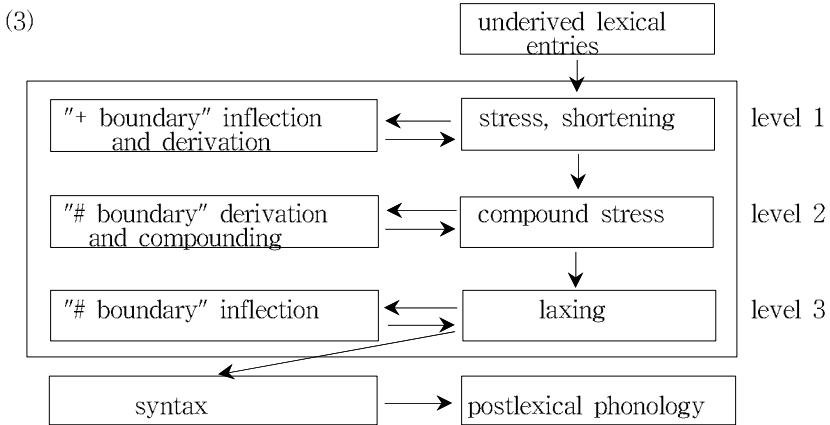 (3)
underived lexical
entries
"+ boundary" inflection
and derivation
stress, shortening
level 1
"# boundary" derivation
and compounding
compound stress
level 2
"# boundary" inflection
laxing
level 3
syntax
postlexical phonology